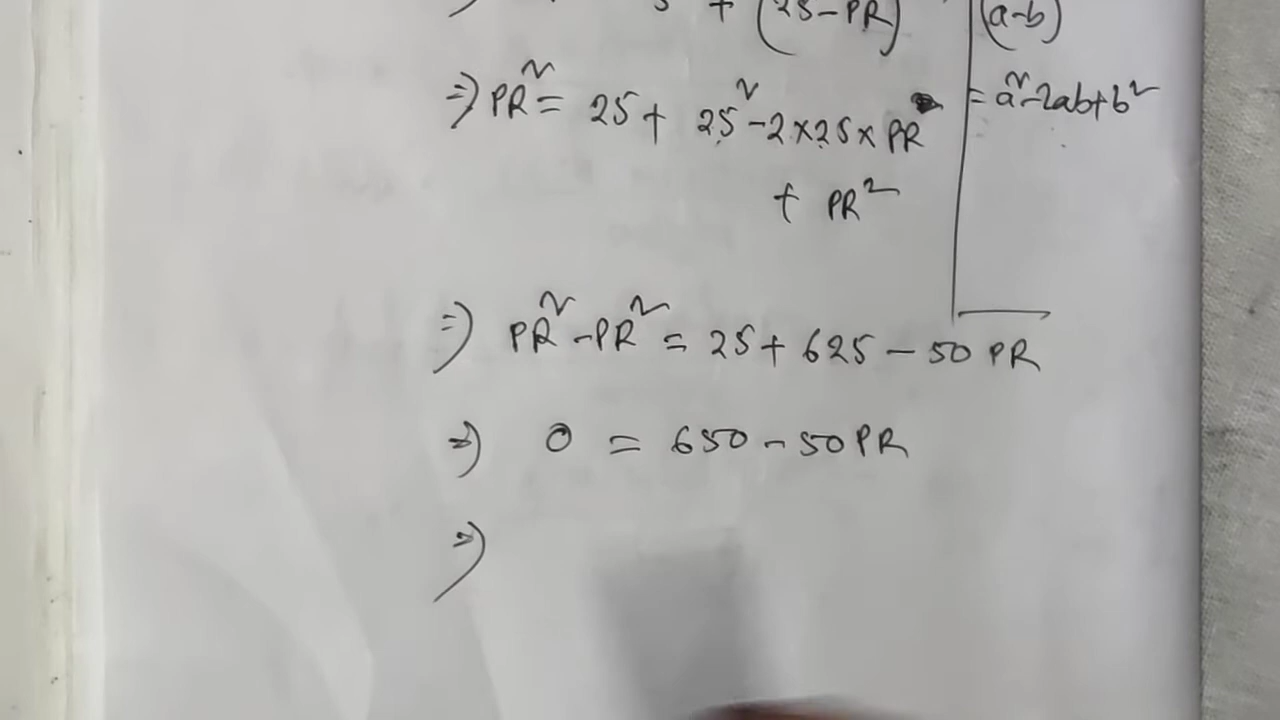 + (25-PR)
(a-b)
⇒ PR² = 25 + 25² - 2×25×PR
= a² - 2ab + b²
+ PR²
⇒ PR² - PR² = 25 + 625 - 50 PR
⇒ 0 = 650 - 50PR
⇒